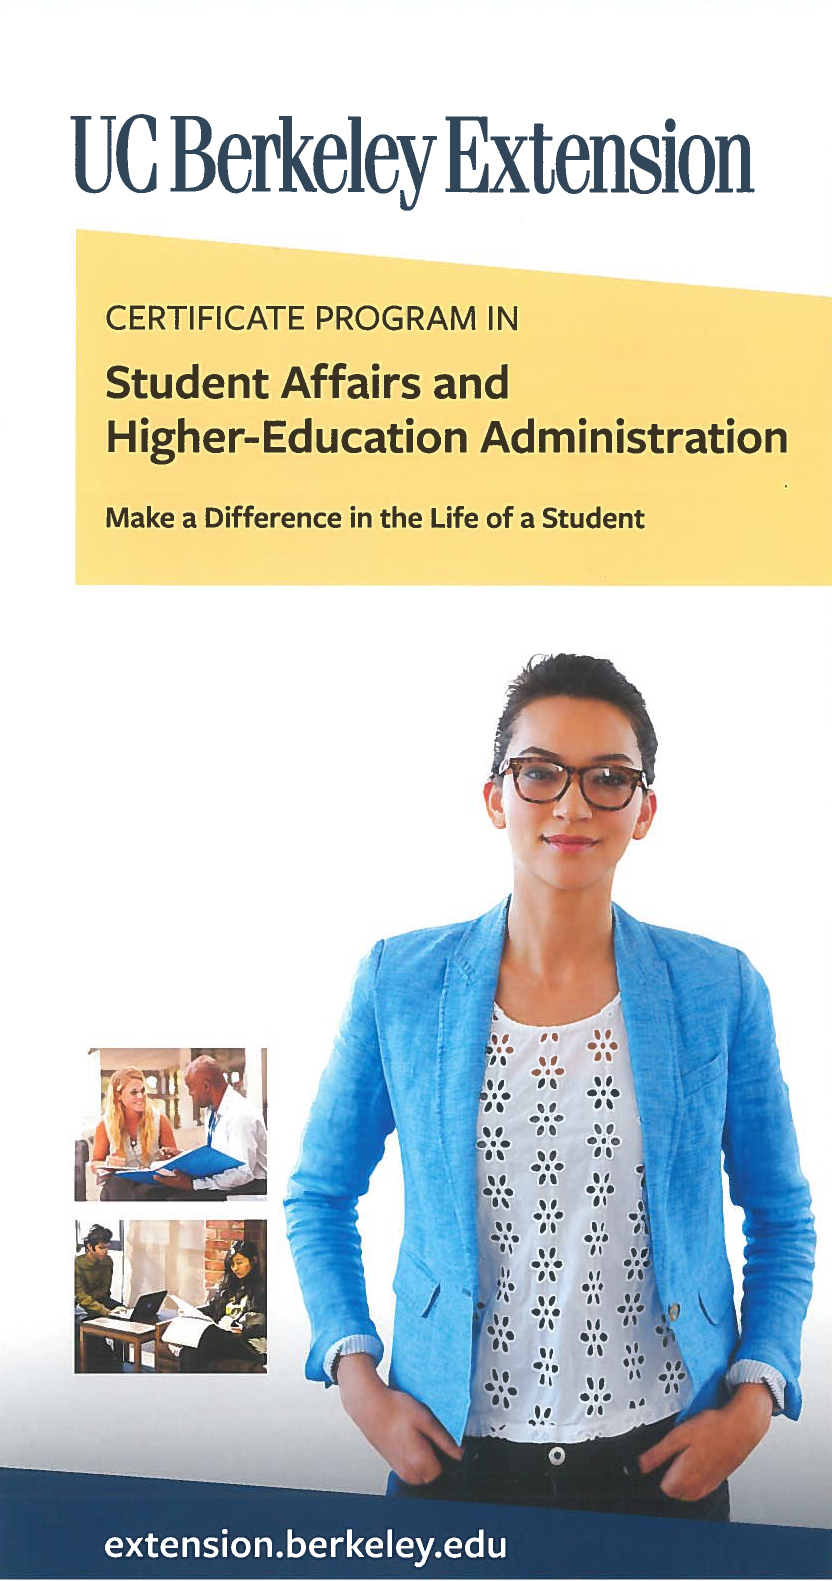 UC Berkeley Extension
CERTIFICATE PROGRAM IN
Student Affairs and
Higher-Education Administration
Make a Difference in the Life of a Student
extension.berkeley.edu